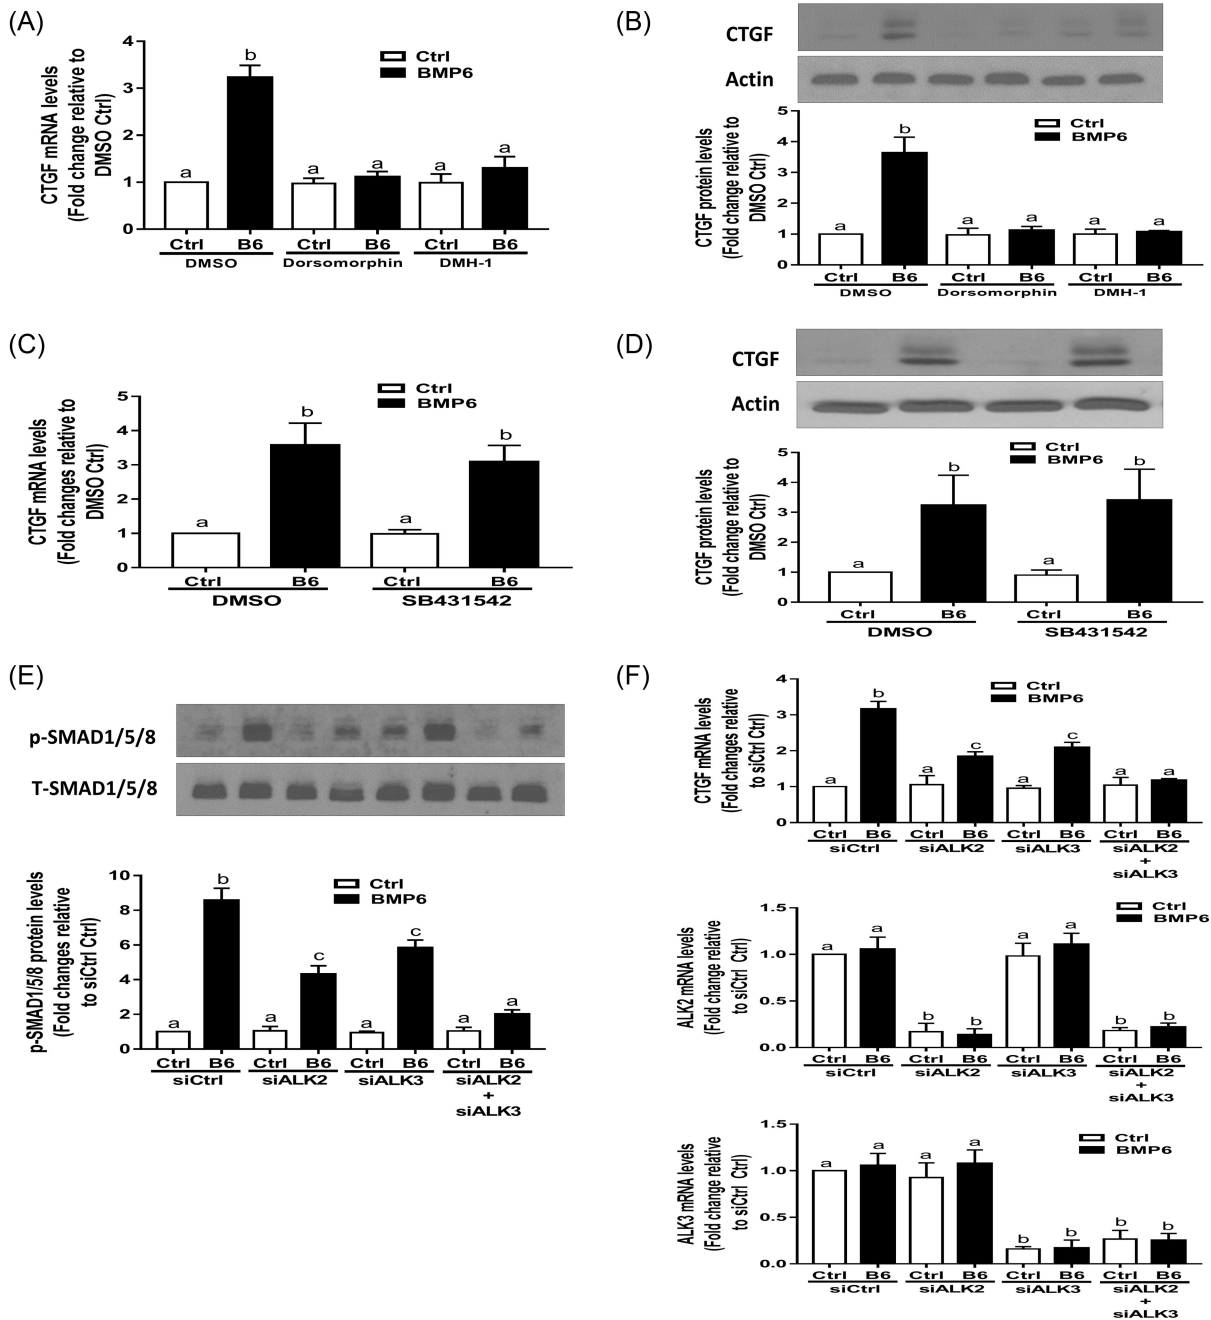 (A)
CTGF mRNA levels
(Fold change relative to
DMSO Ctrl)
4
3
2
1
0
Ctrl
BMP6
a
b
a
a
a
a
Ctrl B6 Ctrl B6 Ctrl B6
DMSO Dorsomorphin DMH-1
(B)
CTGF
Actin
CTGF protein levels
(Fold change relative to
DMSO Ctrl)
5
4
3
2
1
0
Ctrl
BMP6
a
b
a
a
a
a
Ctrl B6 Ctrl B6 Ctrl B6
DMSO Dorsomorphin DMH-1
(C)
CTGF mRNA levels
(Fold changes relative to
DMSO Ctrl)
5
4
3
2
1
0
Ctrl
BMP6
a
b
a
b
Ctrl B6 Ctrl B6
DMSO SB431542
(D)
CTGF
Actin
CTGF protein levels
(Fold change relative to
DMSO Ctrl)
5
4
3
2
1
0
Ctrl
BMP6
a
b
a
b
Ctrl B6 Ctrl B6
DMSO SB431542
(E)
p-SMAD1/5/8
T-SMAD1/5/8
p-SMAD1/5/8 protein levels
(Fold changes relative
to siCtrl Ctrl)
10
8
6
4
2
0
Ctrl
BMP6
a
b
a
c
a
c
a
a
Ctrl B6 Ctrl B6 Ctrl B6 Ctrl B6
siCtrl siALK2 siALK3 siALK2
+
siALK3
(F)
CTGF mRNA levels
(Fold changes relative
to siCtrl Ctrl)
4
3
2
1
0
Ctrl
BMP6
a
b
a
c
a
c
a
a
Ctrl B6 Ctrl B6 Ctrl B6 Ctrl B6
siCtrl siALK2 siALK3 siALK2
+
siALK3
ALK2 mRNA levels
(Fold change relative
to siCtrl Ctrl)
1.5
1.0
0.5
0.0
Ctrl
BMP6
a
a
b
b
a
a
b
b
Ctrl B6 Ctrl B6 Ctrl B6 Ctrl B6
siCtrl siALK2 siALK3 siALK2
+
siALK3
ALK3 mRNA levels
(Fold change relative
to siCtrl Ctrl)
1.5
1.0
0.5
0.0
Ctrl
BMP6
a
a
a
a
b
b
b
b
Ctrl B6 Ctrl B6 Ctrl B6 Ctrl B6
siCtrl siALK2 siALK3 siALK2
+
siALK3